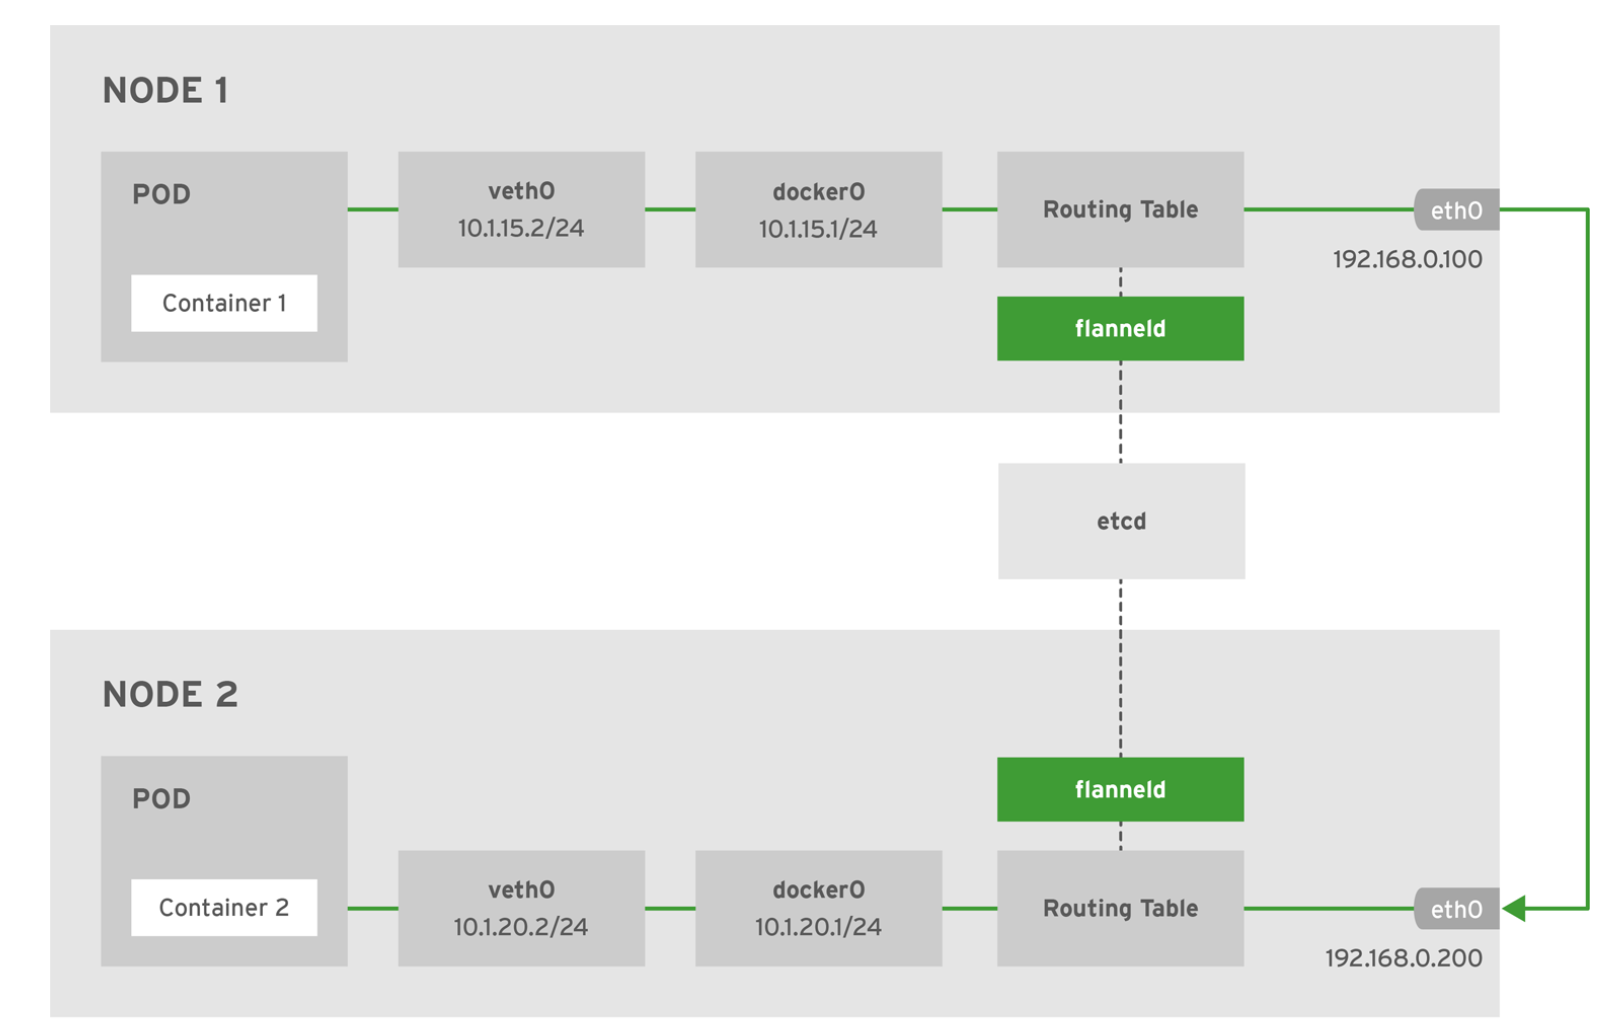 NODE 1
POD
Container 1
veth0
10.1.15.2/24
docker0
10.1.15.1/24
Routing Table
eth0
192.168.0.100
flanneld
etcd
NODE 2
flanneld
POD
Container 2
veth0
10.1.20.2/24
docker0
10.1.20.1/24
Routing Table
eth0
192.168.0.200